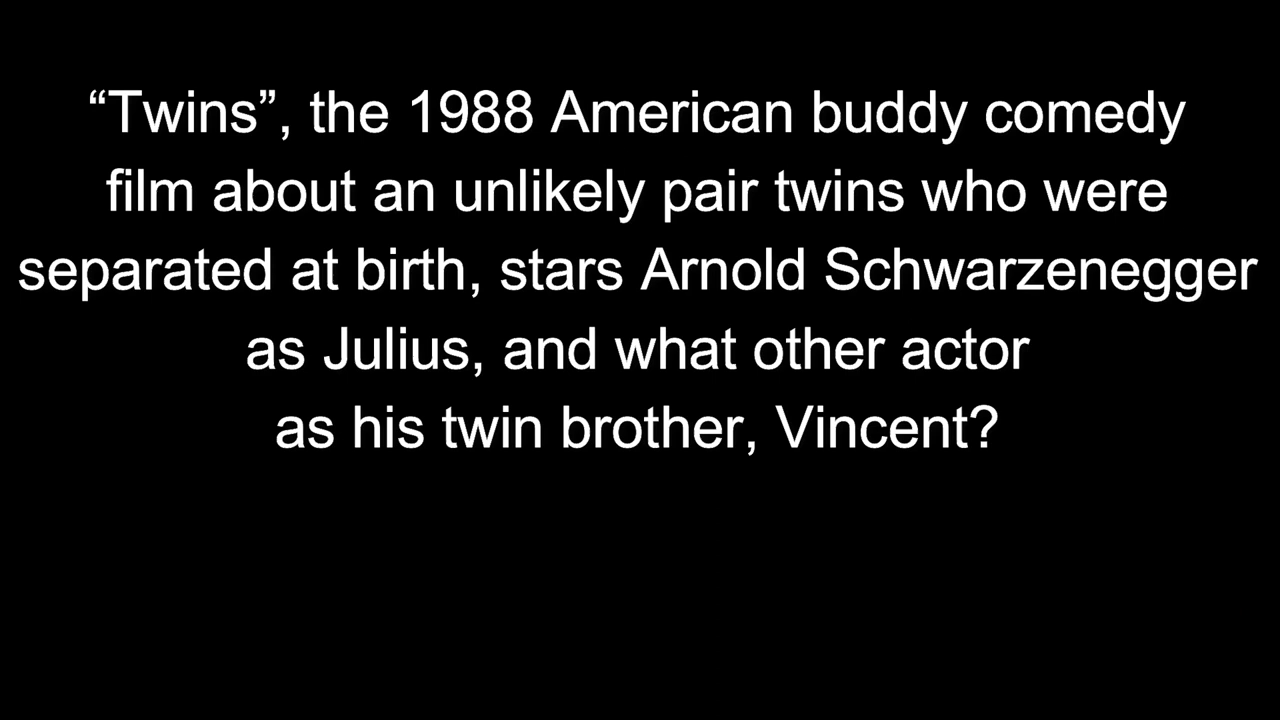 “Twins”, the 1988 American buddy comedy
film about an unlikely pair twins who were
separated at birth, stars Arnold Schwarzenegger
as Julius, and what other actor
as his twin brother, Vincent?